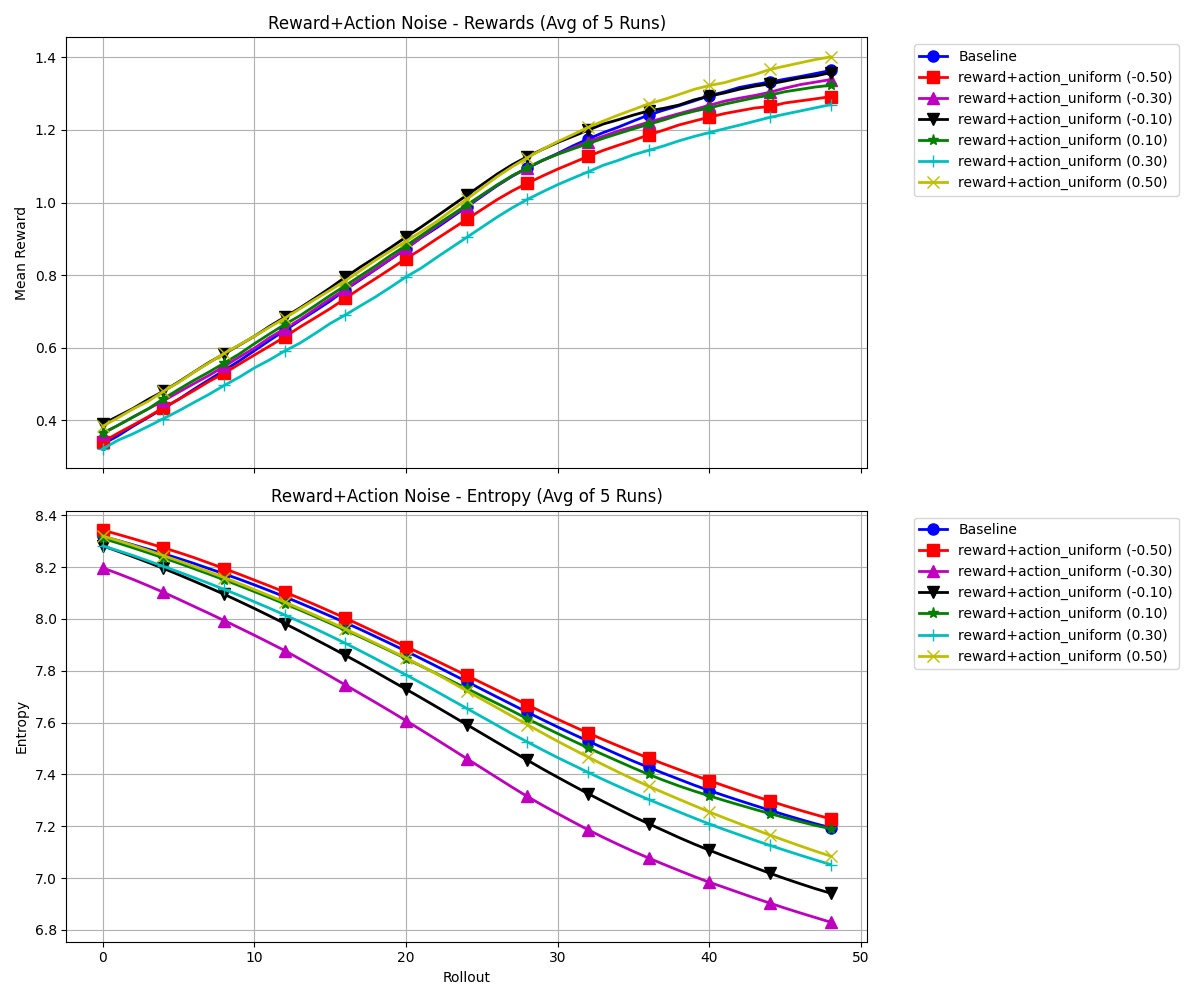 Reward+Action Noise - Rewards (Avg of 5 Runs)
1.4
1.2
1.0
0.8
0.6
0.4
Mean Reward
Baseline
reward+action_uniform (-0.50)
reward+action_uniform (-0.30)
reward+action_uniform (-0.10)
reward+action_uniform (0.10)
reward+action_uniform (0.30)
reward+action_uniform (0.50)
Reward+Action Noise - Entropy (Avg of 5 Runs)
8.4
8.2
8.0
7.8
7.6
7.4
7.2
7.0
6.8
Entropy
0 10 20 30 40 50
Rollout
Baseline
reward+action_uniform (-0.50)
reward+action_uniform (-0.30)
reward+action_uniform (-0.10)
reward+action_uniform (0.10)
reward+action_uniform (0.30)
reward+action_uniform (0.50)